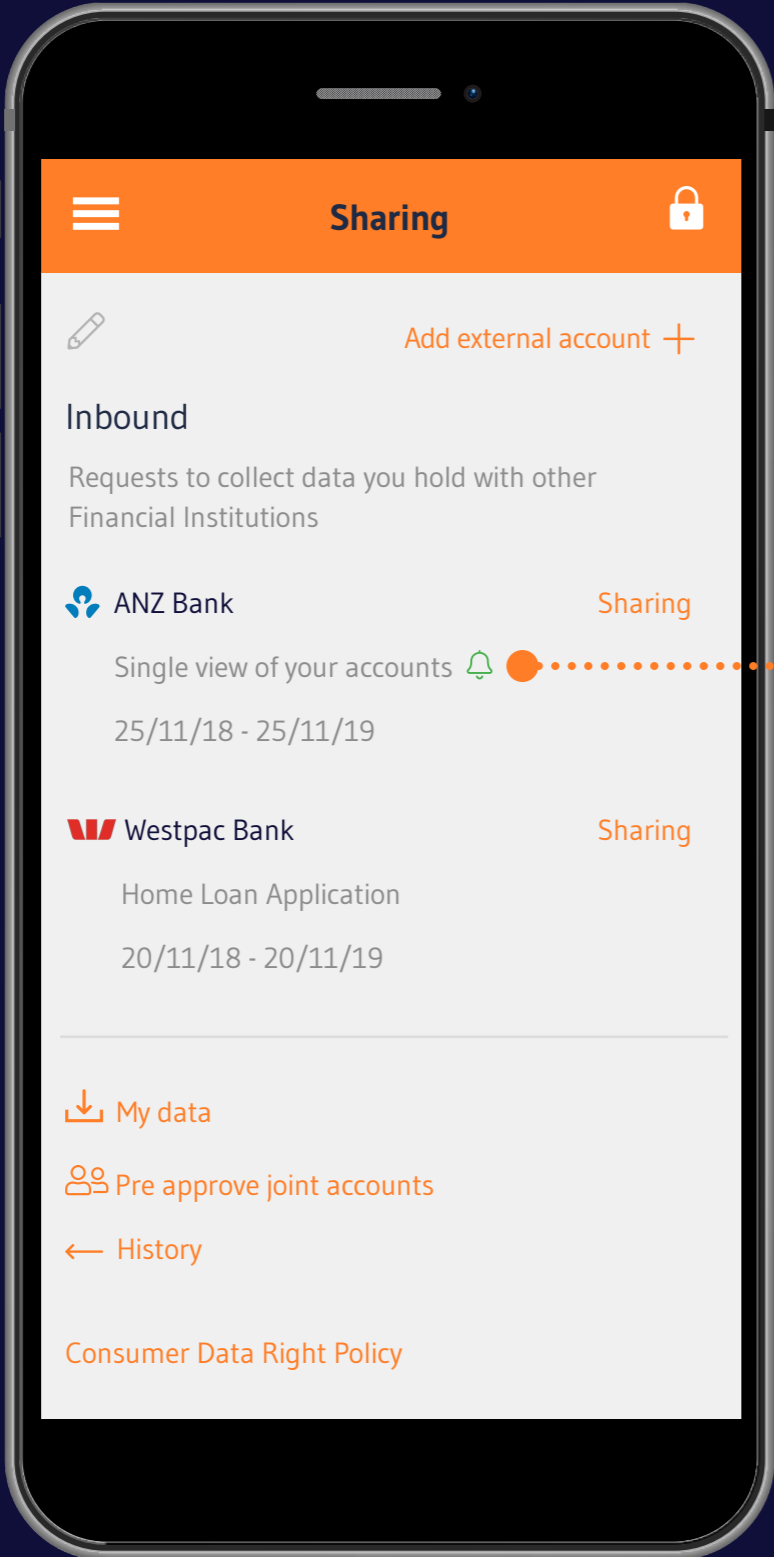 Sharing
Add external account
Inbound
Requests to collect data you hold with other
Financial Institutions
ANZ Bank Sharing
Single view of your accounts
25/11/18 - 25/11/19
Westpac Bank Sharing
Home Loan Application
20/11/18 - 20/11/19
My data
Pre approve joint accounts
History
Consumer Data Right Policy